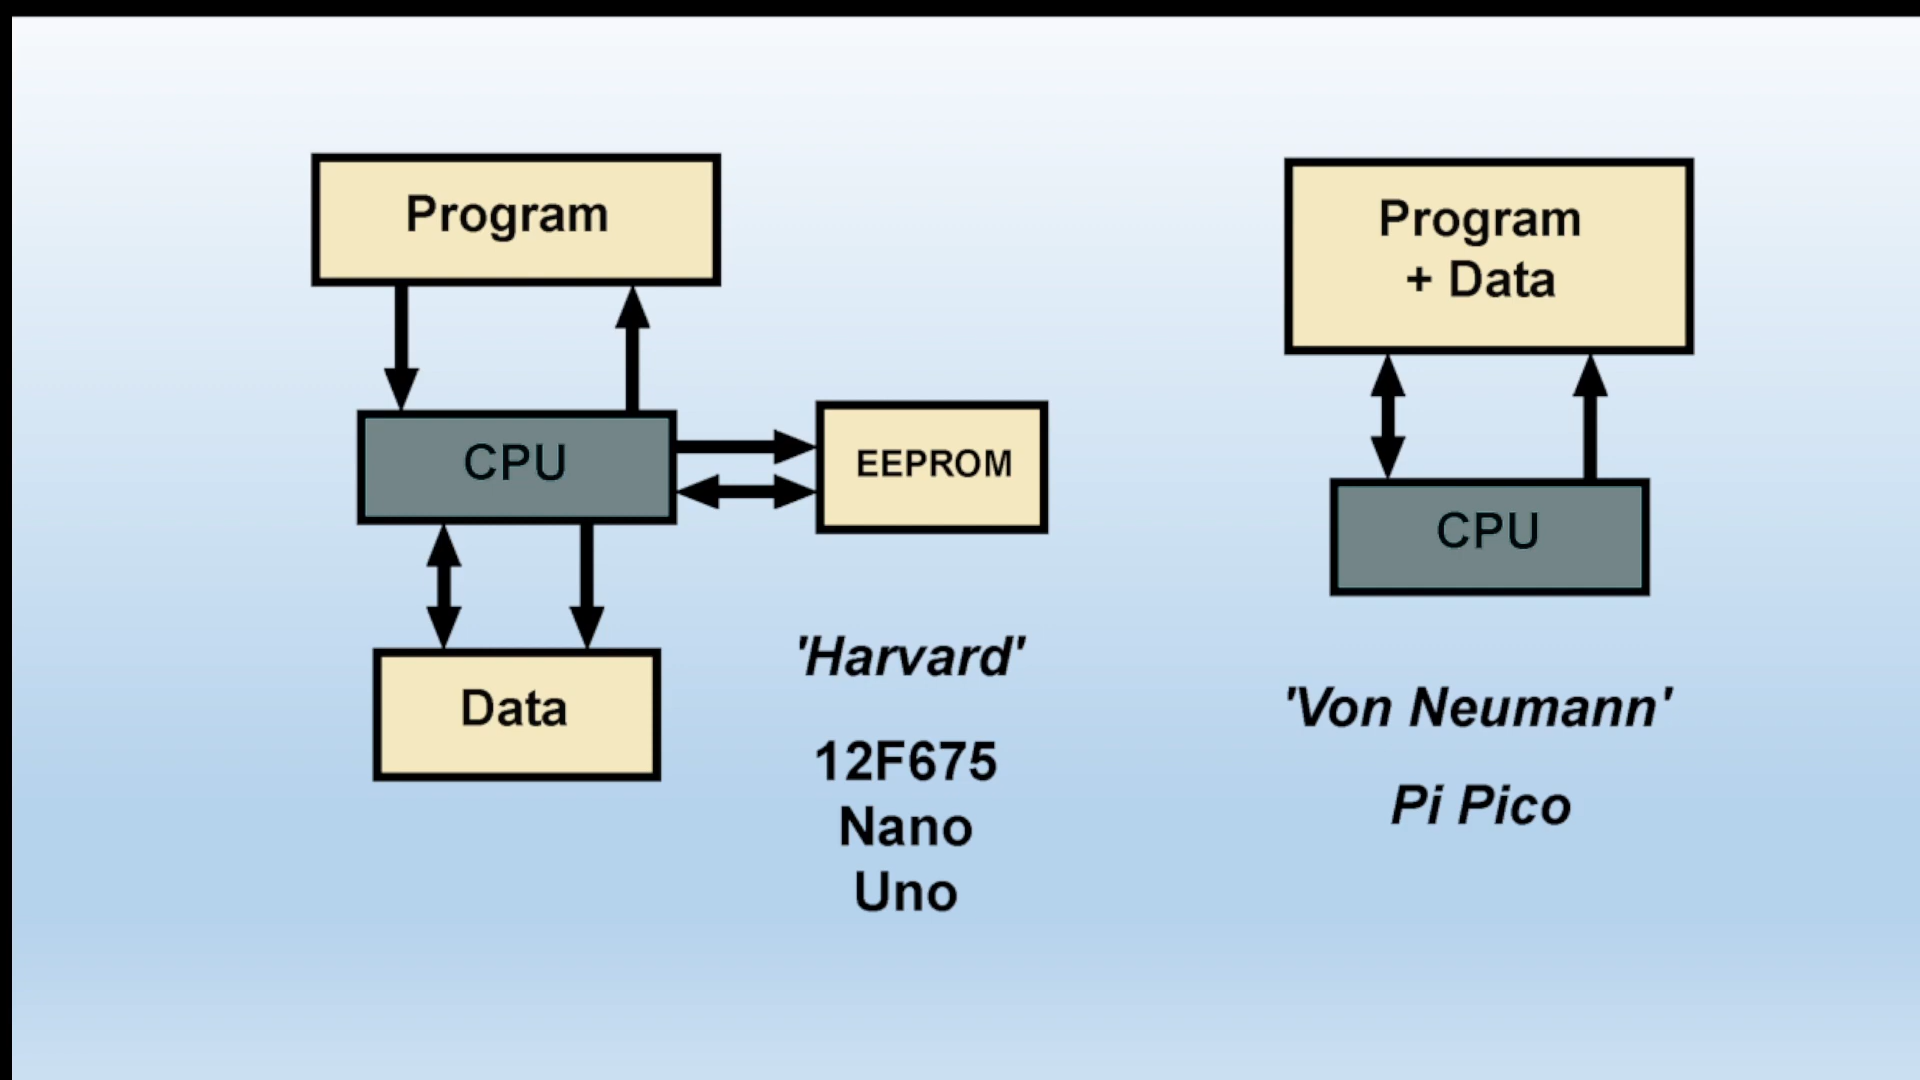 Program
CPU
EEPROM
Data
'Harvard'
12F675
Nano
Uno
Program
+ Data
CPU
'Von Neumann'
Pi Pico